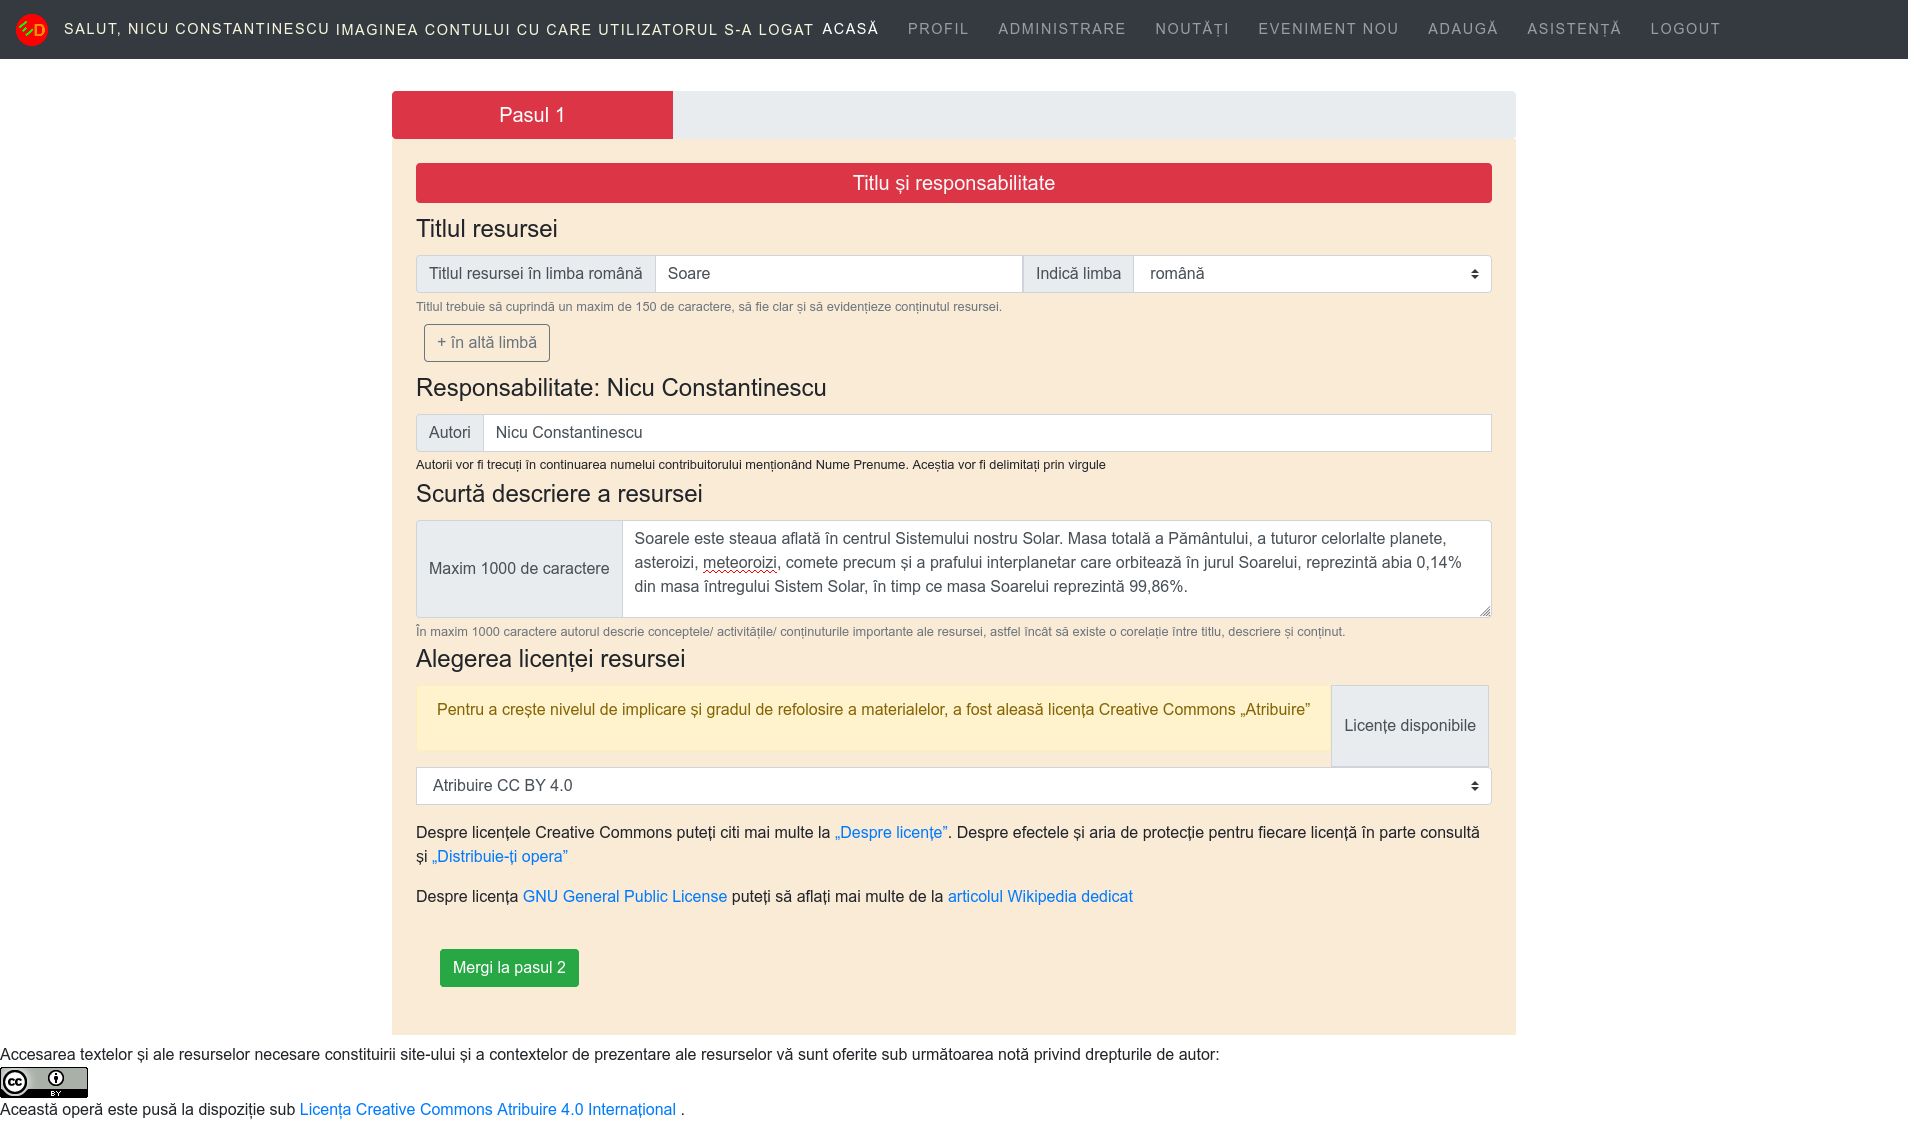 SALUT, NICU CONSTANTINESCU IMAGINEA CONTULUI CU CARE UTILIZATORUL S-A LOGAT ACASĂ PROFIL ADMINISTRARE NOUTĂȚI EVENIMENT NOU ADAUGĂ ASISTENȚĂ LOGOUT
Pasul 1
Titlu și responsabilitate
Titlul resursei
Titlul resursei în limba română Soare Indică limba română
Titlul trebuie să cuprindă un maxim de 150 de caractere, să fie clar și să evidențieze conținutul resursei.
+ în altă limbă
Responsabilitate: Nicu Constantinescu
Autori Nicu Constantinescu
Autorii vor fi trecuți în continuarea numelui contribuitorului menționând Nume Prenume. Aceștia vor fi delimitați prin virgule
Scurtă descriere a resursei
Soarele este steaua aflată în centrul Sistemului nostru Solar. Masa totală a Pământului, a tuturor celorlalte planete,
Maxim 1000 de caractere asteroizi, meteoroizi, comete precum și a prafului interplanetar care orbitează în jurul Soarelui, reprezintă abia 0,14%
din masa întregului Sistem Solar, în timp ce masa Soarelui reprezintă 99,86%.
În maxim 1000 caractere autorul descrie conceptele/ activitățile/ conținuturile importante ale resursei, astfel încât să existe o corelație între titlu, descriere și conținut.
Alegerea licenței resursei
Pentru a crește nivelul de implicare și gradul de refolosire a materialelor, a fost aleasă licența Creative Commons „Atribuire”
Licențe disponibile
Atribuire CC BY 4.0
Despre licențele Creative Commons puteți citi mai multe la „Despre licențe”. Despre efectele și aria de protecție pentru fiecare licență în parte consultă
și „Distribuie-ți opera”
Despre licența GNU General Public License puteți să aflați mai multe de la articolul Wikipedia dedicat
Mergi la pasul 2
Accesarea textelor și ale resurselor necesare constituirii site-ului și a contextelor de prezentare ale resurselor vă sunt oferite sub următoarea notă privind drepturile de autor:
cc BY
Această operă este pusă la dispoziție sub Licența Creative Commons Atribuire 4.0 Internațional .